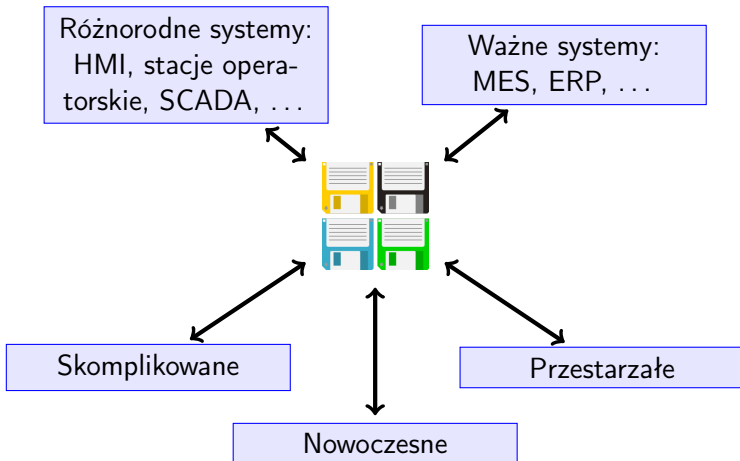 Różnorodne systemy:
HMI, stacje opera-
torskie, SCADA, ...
Ważne systemy:
MES, ERP, ...
Skomplikowane
Przestarzałe
Nowoczesne